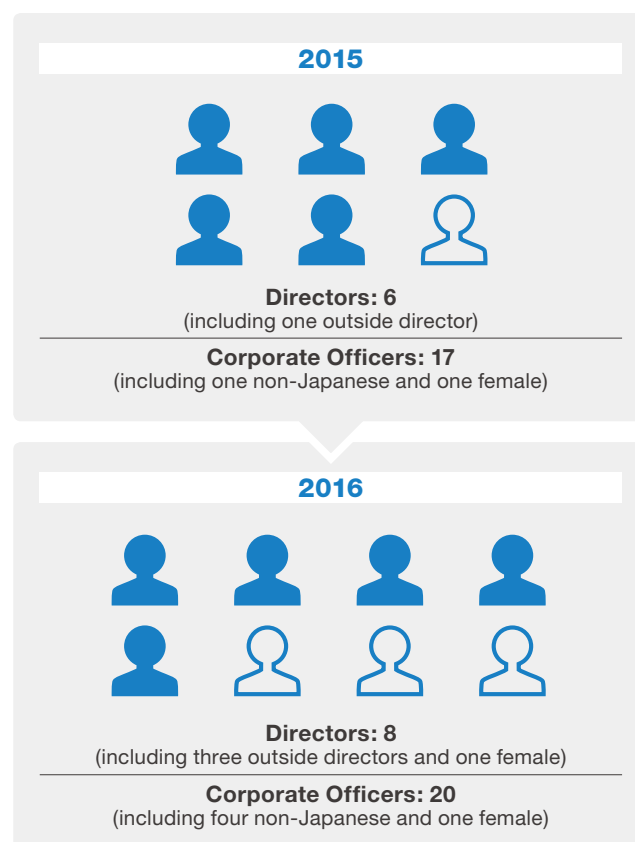 2015
Directors: 6
(including one outside director)
Corporate Officers: 17
(including one non-Japanese and one female)
2016
Directors: 8
(including three outside directors and one female)
Corporate Officers: 20
(including four non-Japanese and one female)